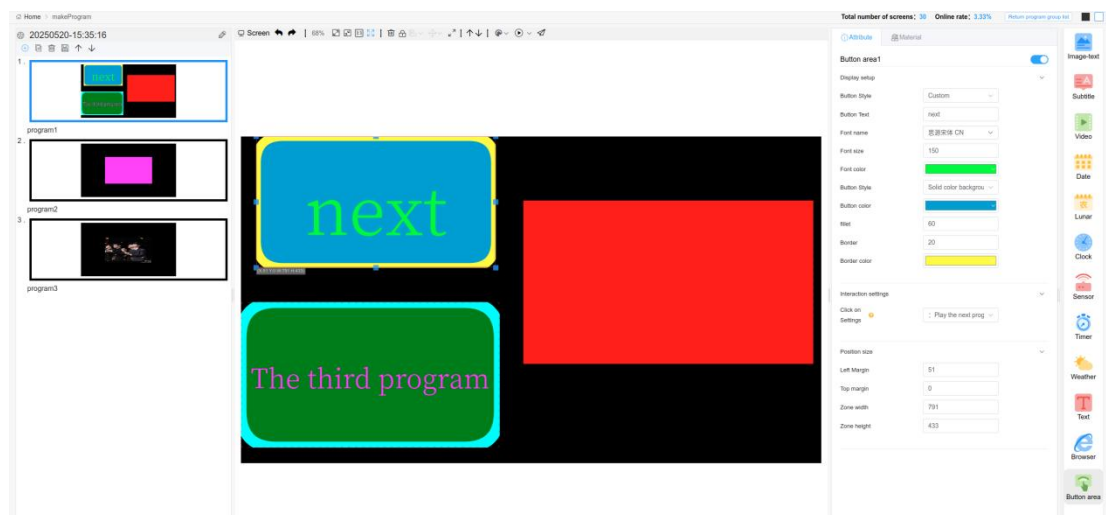 Home > makeProgram
Total number of screens: 30 Online rate: 3.33% Return program group list
20250520-15:35:16
Screen 68%
Attribute Material
1.
next
The third program
program1
2.
program2
3.
program3
next
The third program
Button area1
Display setup
Button Style Custom
Button Text next
Font name 思源宋体 CN
Font size 150
Font color
Button Style Solid color backgrou
Button color
fillet 60
Border 20
Border color
Interaction settings
Click on
Settings
: Play the next prog
Position size
Left Margin 51
Top margin 0
Zone width 791
Zone height 433
Image-text
Subtitle
Video
Date
Lunar
Clock
Sensor
Timer
Weather
Text
Browser
Button area